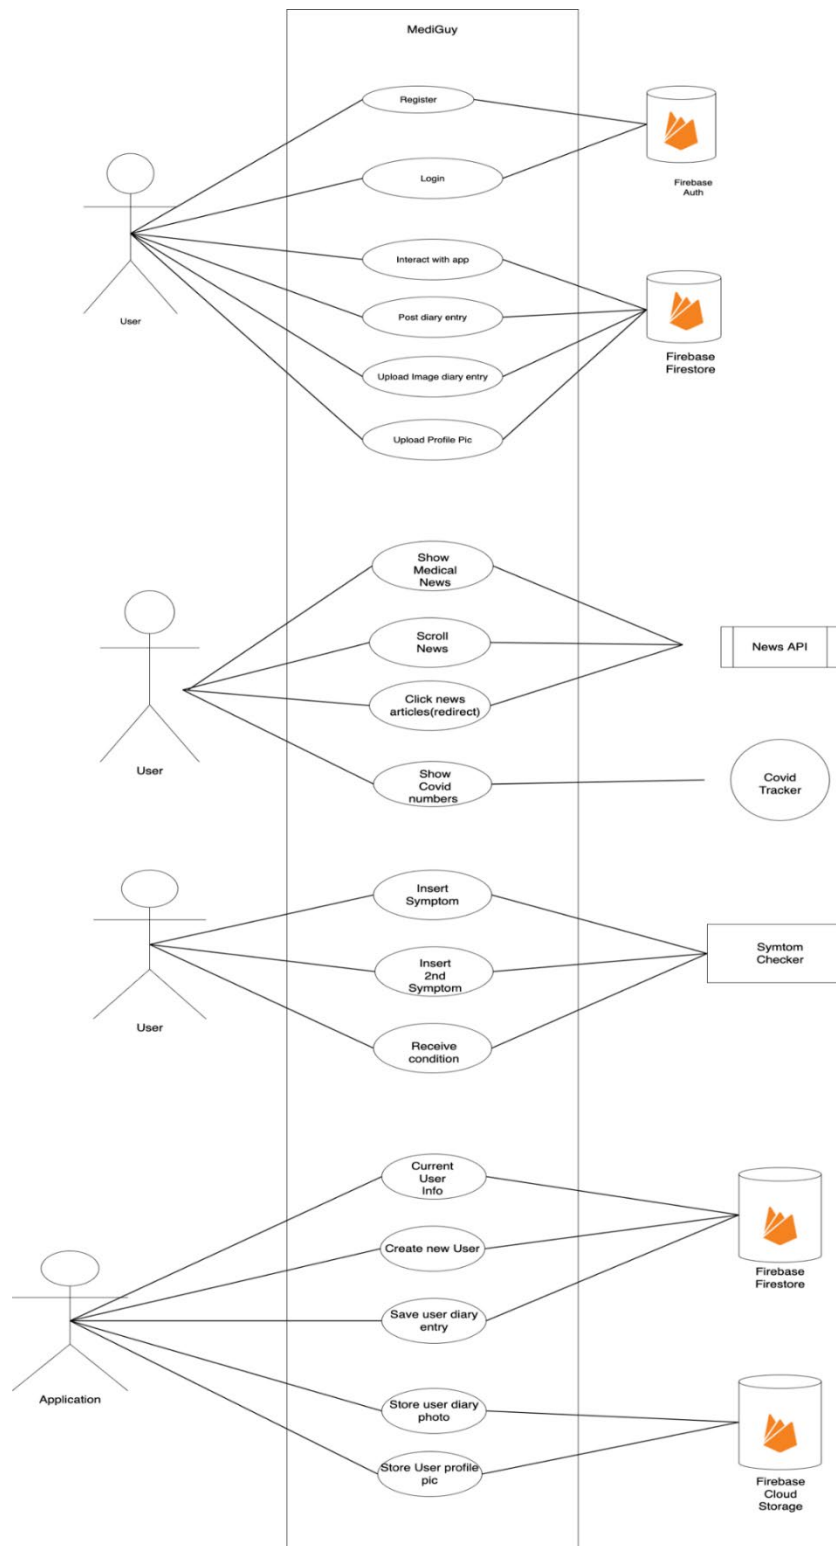 MediGuy
Register
Firebase
Auth
Login
Interact with app
User
Post diary entry
Firebase
Firestore
Upload Image diary entry
Upload Profile Pic
Show
Medical
News
Scroll
News
News API
Click news
articles(redirect)
User
Show
Covid
numbers
Covid
Tracker
Insert
Symptom
Symtom
Checker
Insert
2nd
Symptom
User
Receive
condition
Current
User
Info
Create new User
Firebase
Firestore
Save user diary
entry
Application
Store user diary
photo
Store User profile
pic
Firebase
Cloud
Storage